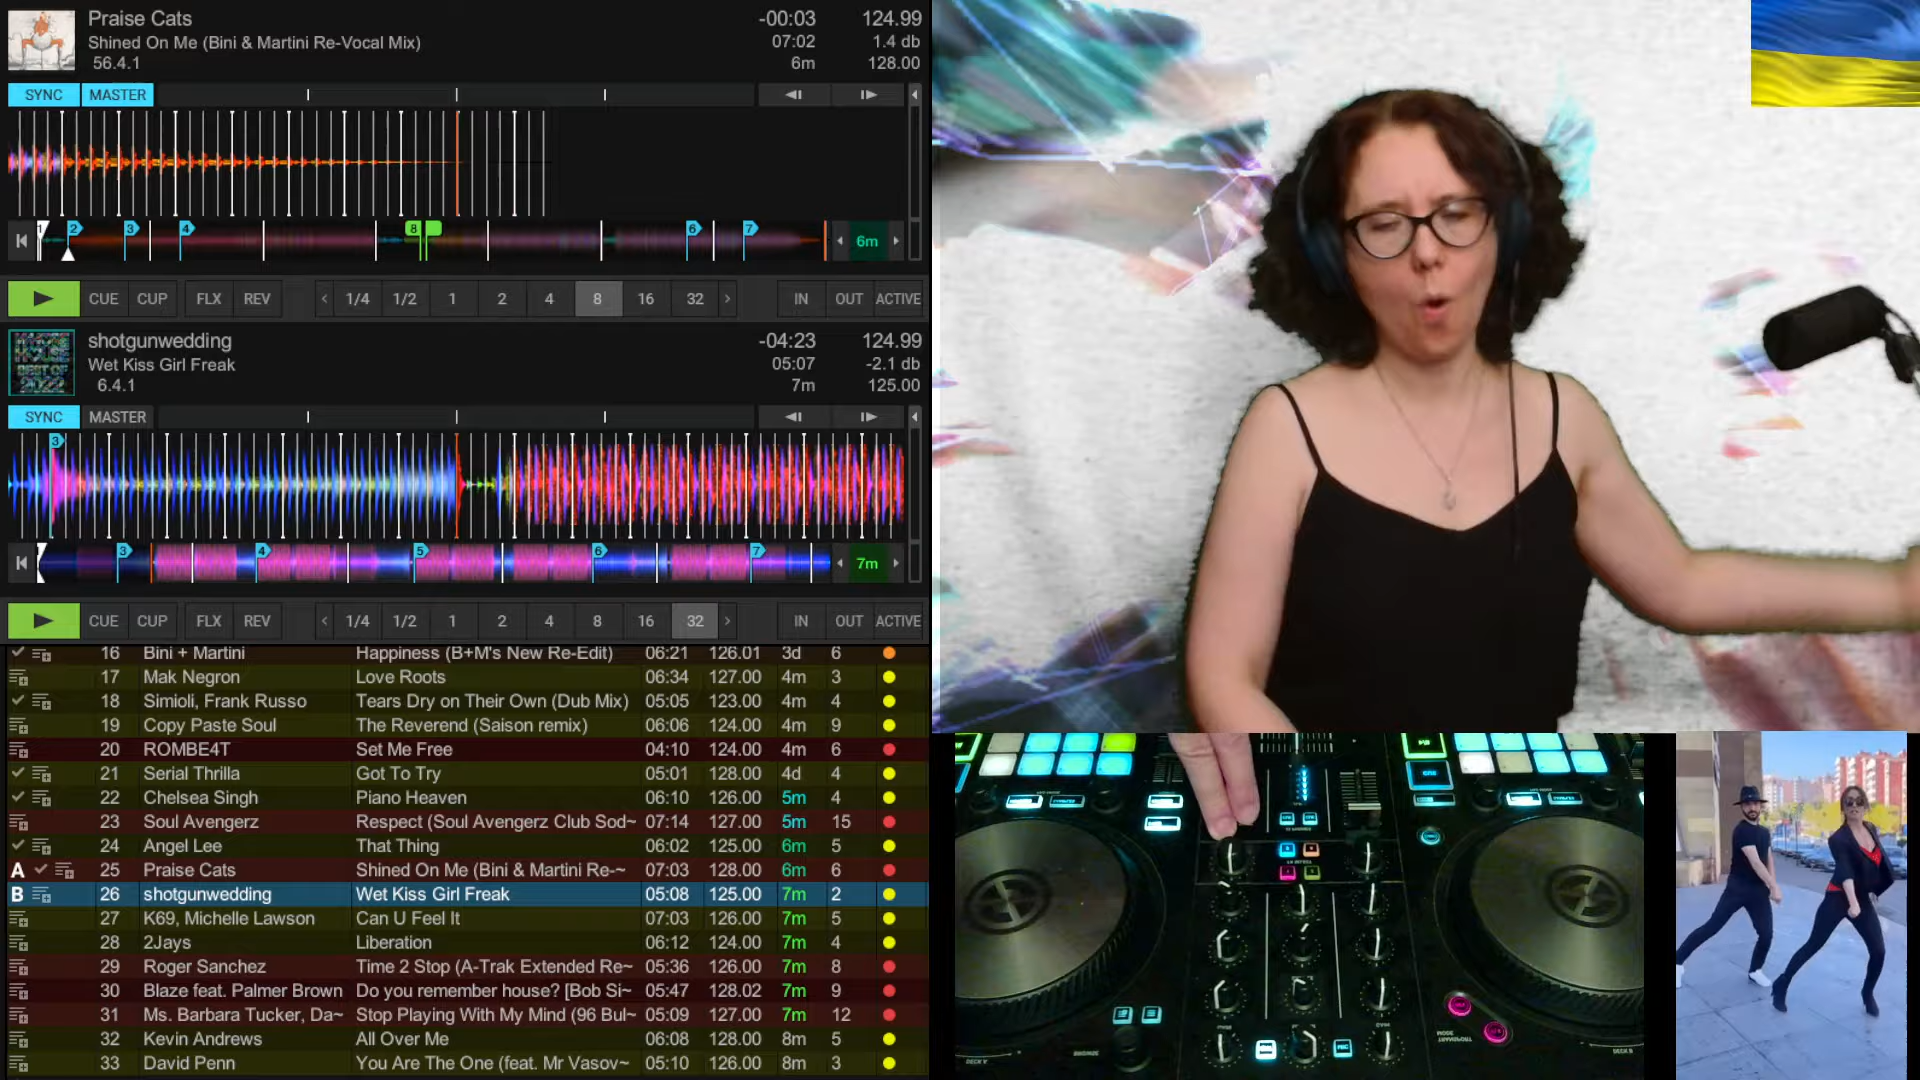 Praise Cats -00:03 124.99
Shined On Me (Bini & Martini Re-Vocal Mix) 07:02 1.4 db
56.4.1 6m 128.00
SYNC MASTER
1 2 3 4 8 6 7 6m
CUE CUP FLX REV 1/4 1/2 1 2 4 8 16 32 IN OUT ACTIVE
shotgunwedding -04:23 124.99
Wet Kiss Girl Freak 05:07 -2.1 db
6.4.1 7m 125.00
SYNC MASTER
3
3 4 5 6 7 7m
CUE CUP FLX REV 1/4 1/2 1 2 4 8 16 32 IN OUT ACTIVE
16 Bini + Martini Happiness (B+M's New Re-Edit) 06:21 126.01 3d 6
17 Mak Negron Love Roots 06:34 127.00 4m 3
18 Simioli, Frank Russo Tears Dry on Their Own (Dub Mix) 05:05 123.00 4m 4
19 Copy Paste Soul The Reverend (Saison remix) 06:06 124.00 4m 9
20 ROMBE4T Set Me Free 04:10 124.00 4m 6
21 Serial Thrilla Got To Try 05:01 128.00 4d 4
22 Chelsea Singh Piano Heaven 06:10 126.00 5m 4
23 Soul Avengerz Respect (Soul Avengerz Club Sod~ 07:14 127.00 5m 15
24 Angel Lee That Thing 06:02 125.00 6m 5
A 25 Praise Cats Shined On Me (Bini & Martini Re-~ 07:03 128.00 6m 6
B 26 shotgunwedding Wet Kiss Girl Freak 05:08 125.00 7m 2
27 K69, Michelle Lawson Can U Feel It 07:03 126.00 7m 5
28 2Jays Liberation 06:12 124.00 7m 4
29 Roger Sanchez Time 2 Stop (A-Trak Extended Re~ 05:36 126.00 7m 8
30 Blaze feat. Palmer Brown Do you remember house? [Bob Si~ 05:47 128.02 7m 9
31 Ms. Barbara Tucker, Da~ Stop Playing With My Mind (96 Bul~ 05:09 127.00 7m 12
32 Kevin Andrews All Over Me 06:08 128.00 8m 5
33 David Penn You Are The One (feat. Mr Vasov~ 05:10 126.00 8m 3